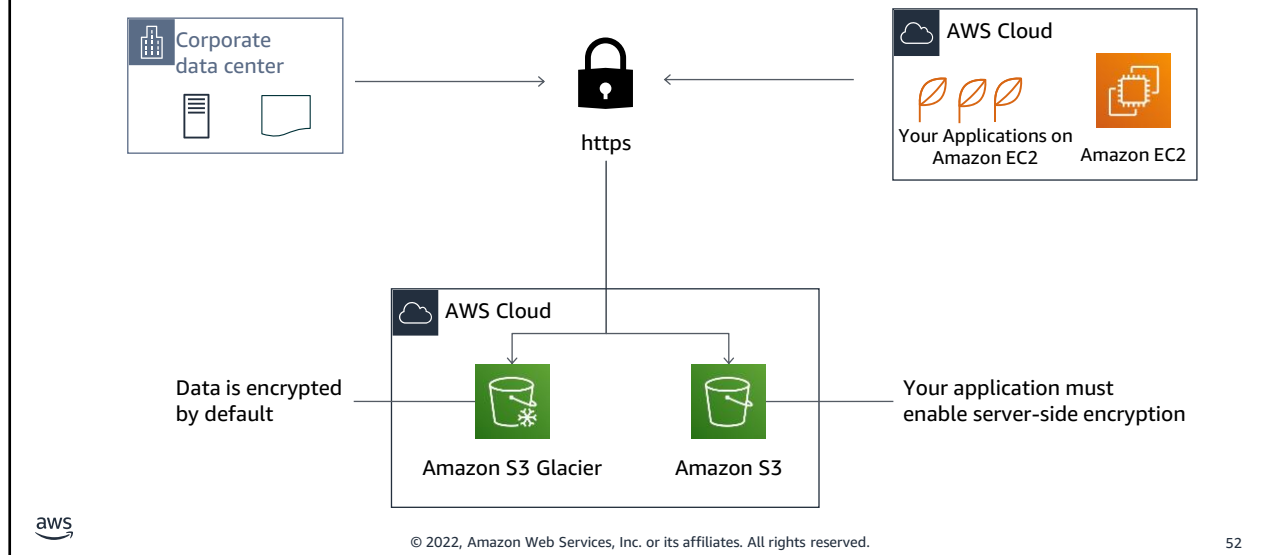 Corporate
data center
https
AWS Cloud
Your Applications on
Amazon EC2
Amazon EC2
AWS Cloud
Data is encrypted
by default
Amazon S3 Glacier
Amazon S3
Your application must
enable server-side encryption
aws
© 2022, Amazon Web Services, Inc. or its affiliates. All rights reserved.
52